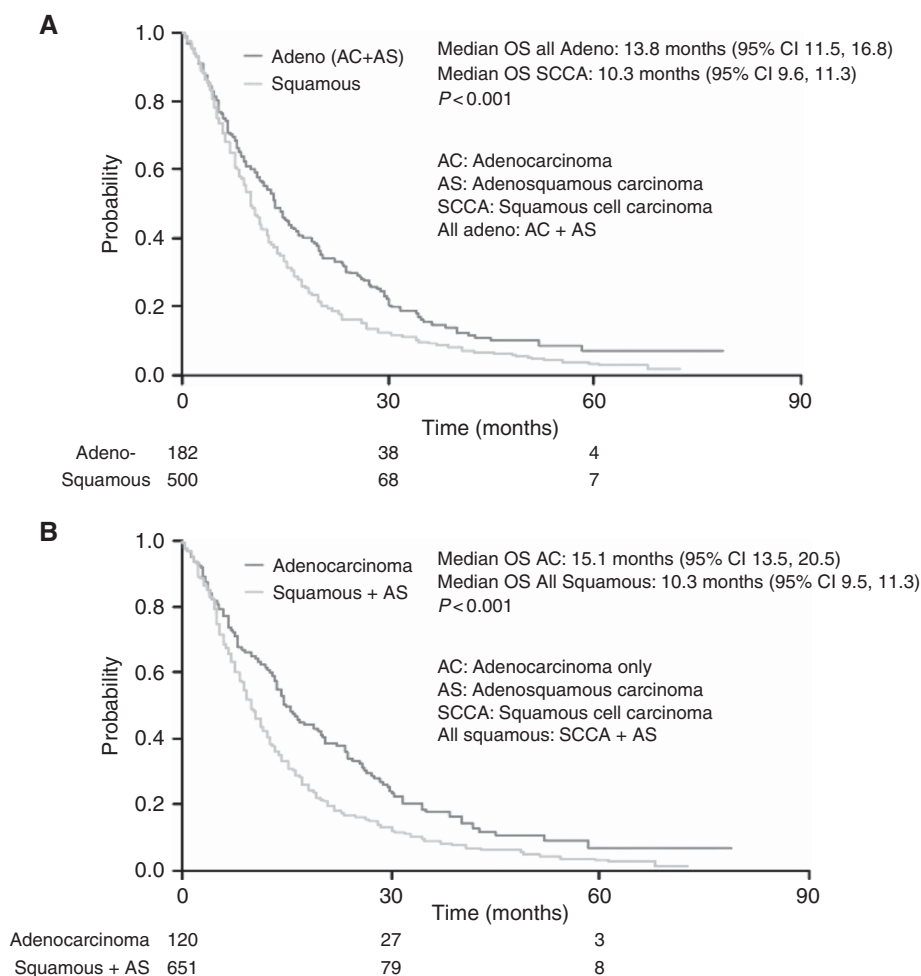 A
1.0
0.8
0.6
0.4
0.2
0.0
Probability
Adeno (AC+AS)
Squamous
Median OS all Adeno: 13.8 months (95% CI 11.5, 16.8)
Median OS SCCA: 10.3 months (95% CI 9.6, 11.3)
P<0.001
AC: Adenocarcinoma
AS: Adenosquamous carcinoma
SCCA: Squamous cell carcinoma
All adeno: AC + AS
0 30 60 90
Time (months)
Adeno- 182 38 4
Squamous 500 68 7
B
1.0
0.8
0.6
0.4
0.2
0.0
Probability
Adenocarcinoma
Squamous + AS
Median OS AC: 15.1 months (95% CI 13.5, 20.5)
Median OS All Squamous: 10.3 months (95% CI 9.5, 11.3)
P<0.001
AC: Adenocarcinoma only
AS: Adenosquamous carcinoma
SCCA: Squamous cell carcinoma
All squamous: SCCA + AS
0 30 60 90
Time (months)
Adenocarcinoma 120 27 3
Squamous + AS 651 79 8